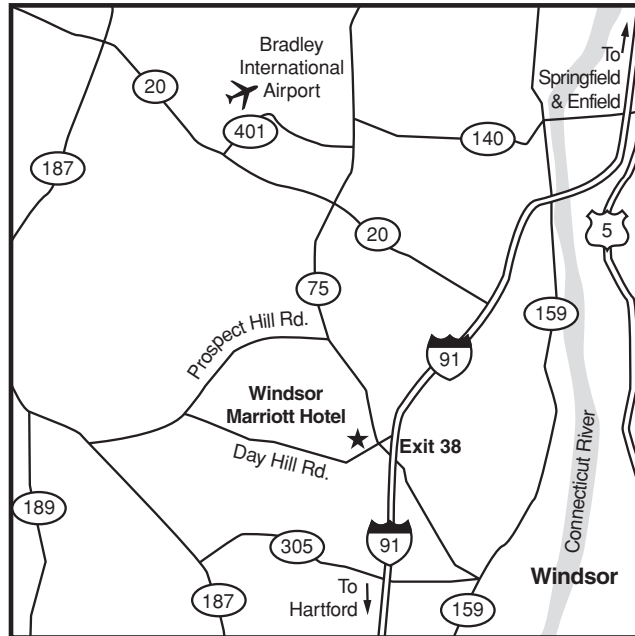 Bradley
International
Airport
To
Springfield
& Enfield
20
401
140
187
5
20
75
159
Prospect Hill Rd.
91
Windsor
Marriott Hotel
Exit 38
Day Hill Rd.
Connecticut River
189
305
91
Windsor
187
To
Hartford
159